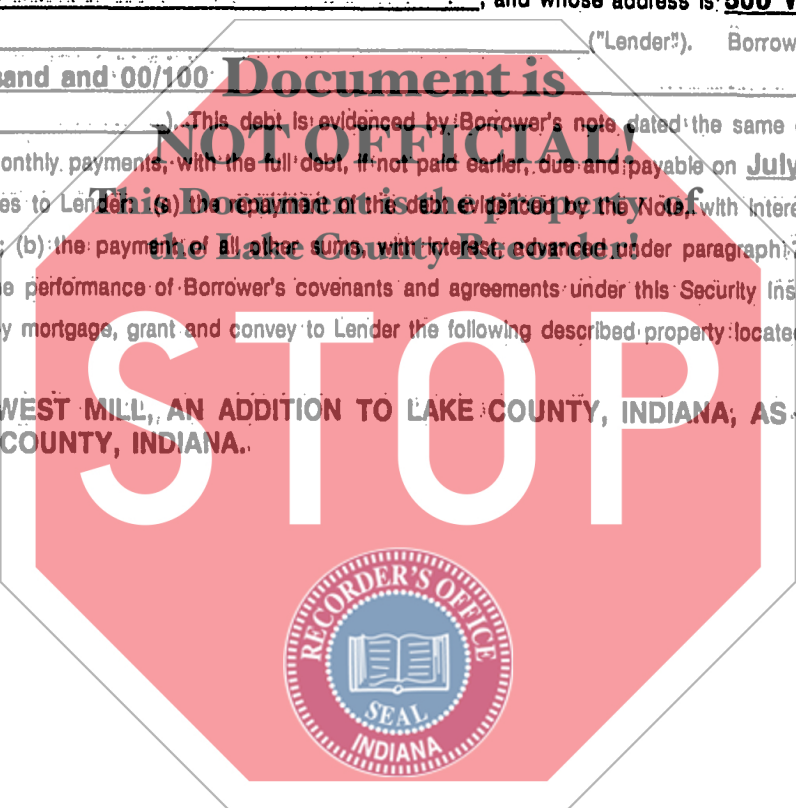 , and whose address is 500 W
("Lender"). Borrow
sand and 00/100
Document is
). This debt is evidenced by Borrower's note dated the same
NOT OFFICIAL!
onthly payments, with the full debt, if not paid earlier, due and payable on July
This Document is the property of
es to Lender: (a) the repayment of the debt evidenced by the Note, with intere
the Lake County Recorder!
; (b) the payment of all other sums, with interest, advanced under paragraph
e performance of Borrower's covenants and agreements under this Security Ins
y mortgage, grant and convey to Lender the following described property located
WEST MILL, AN ADDITION TO LAKE COUNTY, INDIANA, AS
COUNTY, INDIANA.
STOP
RECORDER'S OFFICE
SEAL
INDIANA